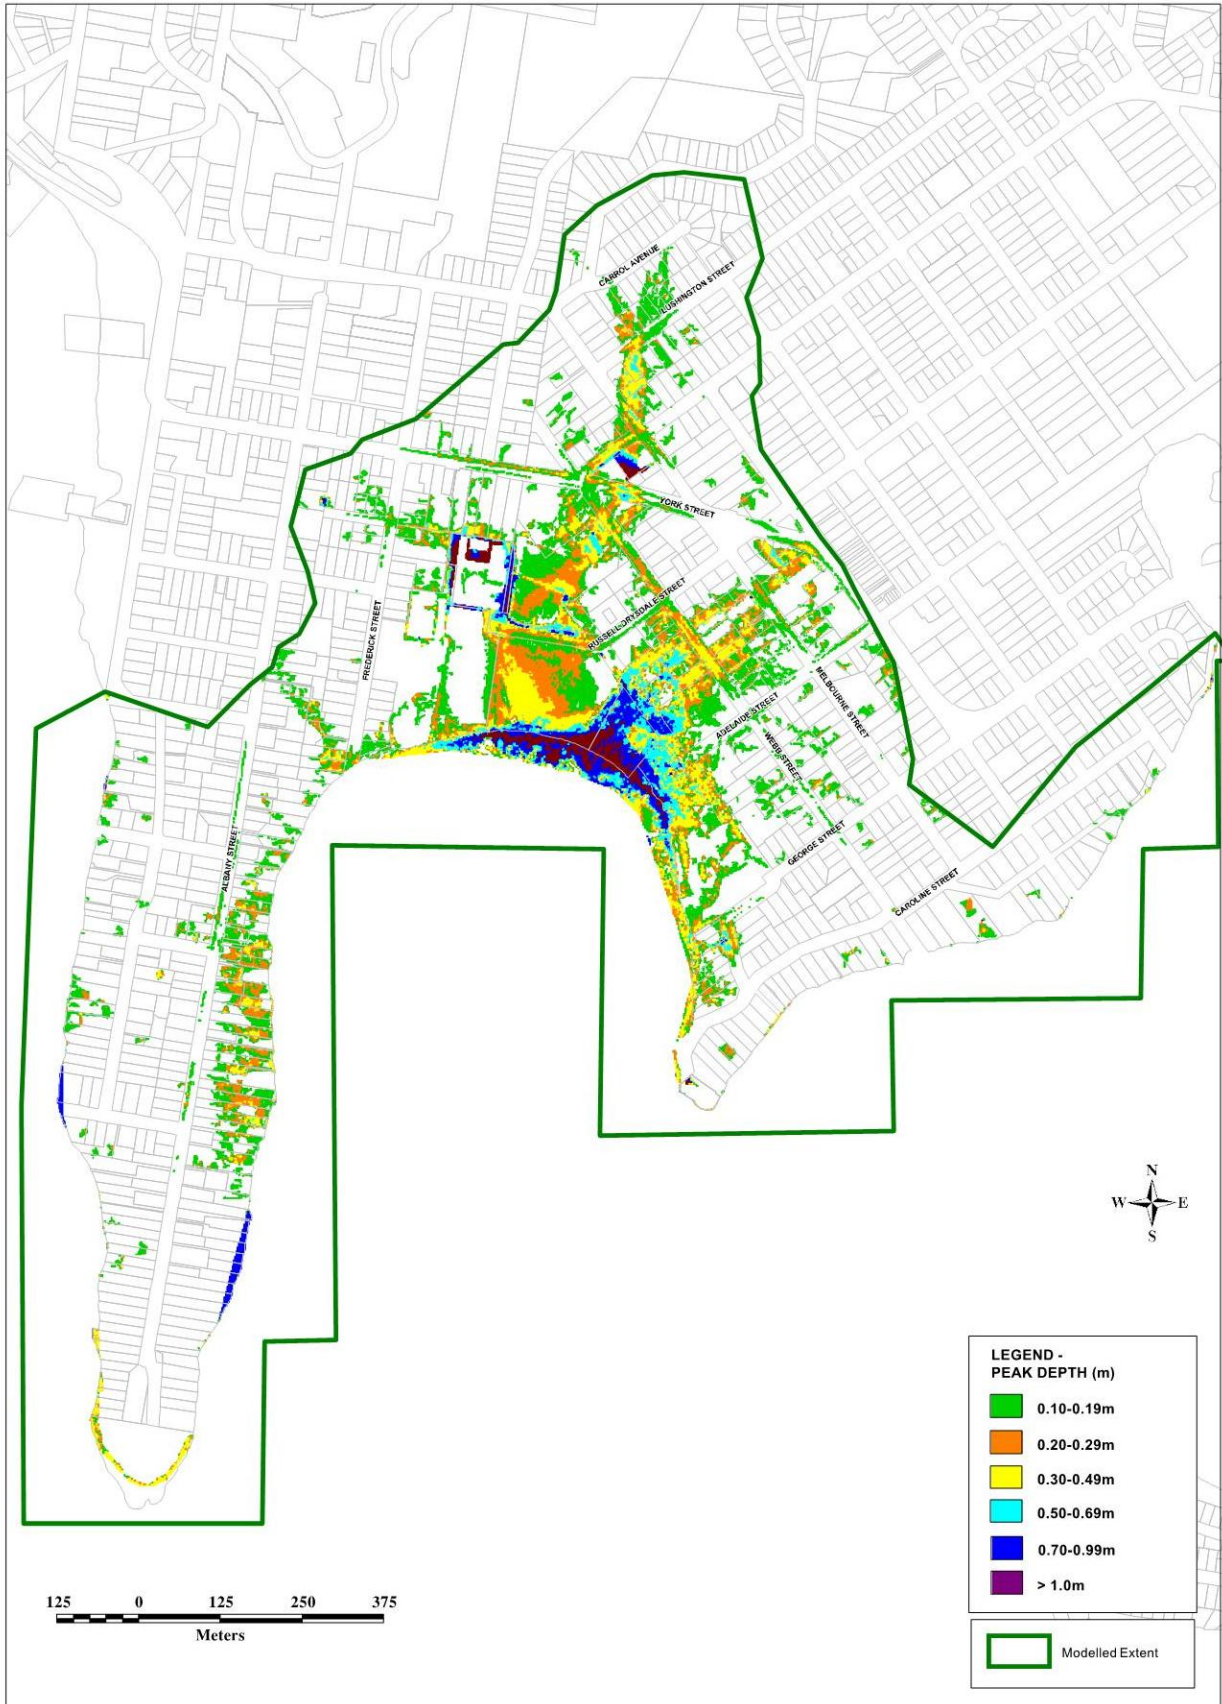 CARROL AVENUE
LUSHINGTON STREET
YORK STREET
RUSSELL DRYSDALE STREET
FREDERICK STREET
MELBOURNE STREET
ADELAIDE STREET
WEBB STREET
ALBANY STREET
GEORGE STREET
CAROLINE STREET
N
W E
S
LEGEND -
PEAK DEPTH (m)
0.10-0.19m
0.20-0.29m
0.30-0.49m
0.50-0.69m
0.70-0.99m
> 1.0m
125 0 125 250 375
Meters
Modelled Extent